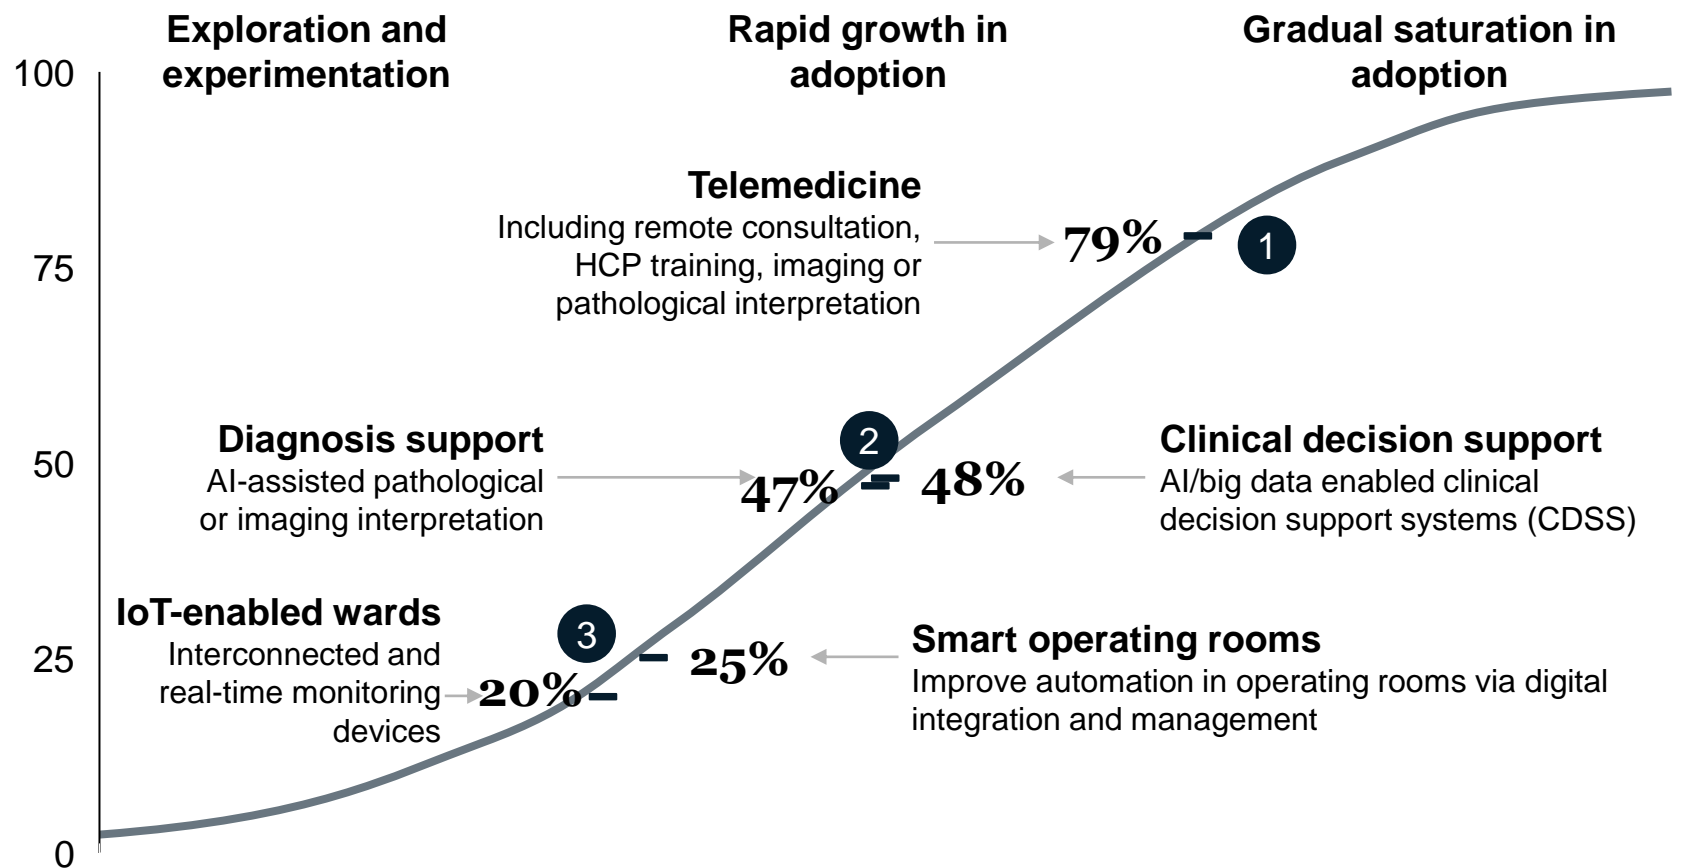 Exploration and
experimentation
Rapid growth in
adoption
Gradual saturation in
adoption
100
75
50
25
0
Telemedicine
Including remote consultation,
HCP training, imaging or
pathological interpretation
79%
1
Diagnosis support
AI-assisted pathological
or imaging interpretation
47%
2
48%
Clinical decision support
AI/big data enabled clinical
decision support systems (CDSS)
IoT-enabled wards
Interconnected and
real-time monitoring
devices
20%
3
25%
Smart operating rooms
Improve automation in operating rooms via digital
integration and management